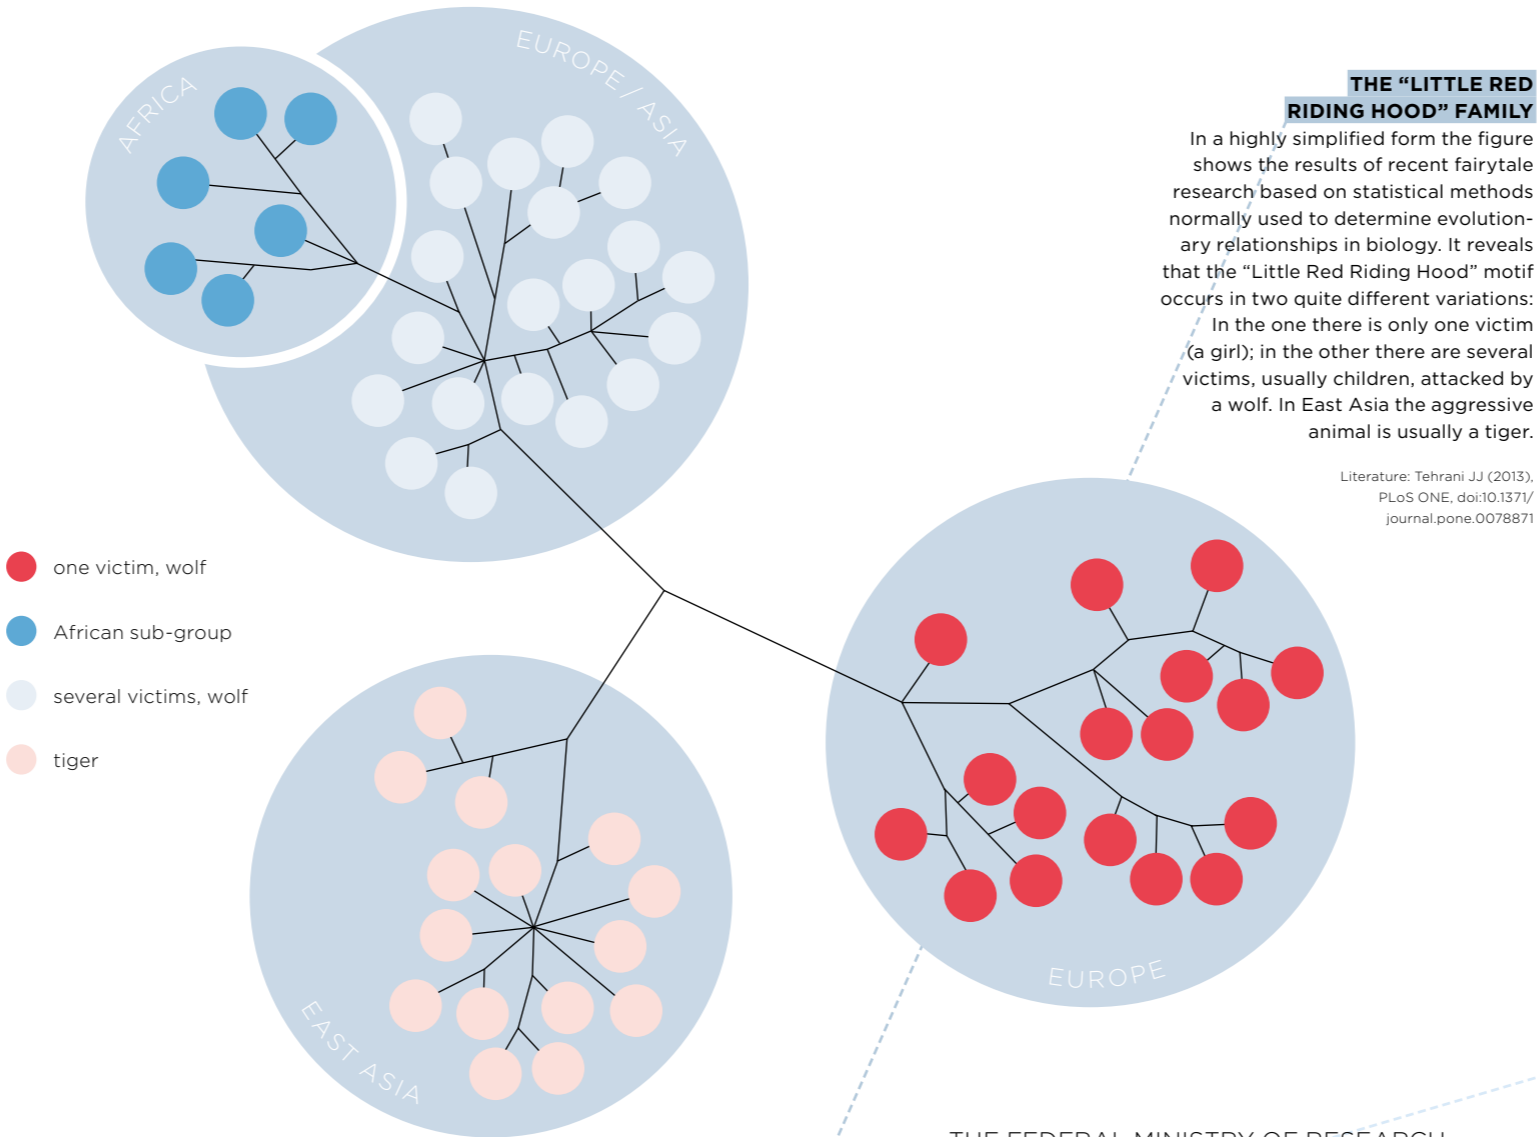 AFRICA
EUROPE / ASIA
THE “LITTLE RED
RIDING HOOD” FAMILY
In a highly simplified form the figure
shows the results of recent fairytale
research based on statistical methods
normally used to determine evolution-
ary relationships in biology. It reveals
that the “Little Red Riding Hood” motif
occurs in two quite different variations:
In the one there is only one victim
(a girl); in the other there are several
victims, usually children, attacked by
a wolf. In East Asia the aggressive
animal is usually a tiger.
Literature: Tehrani JJ (2013),
PLoS ONE, doi:10.1371/
journal.pone.0078871
one victim, wolf
African sub-group
several victims, wolf
tiger
EUROPE
EAST ASIA
THE FEDERAL MINISTRY OF RESEARCH